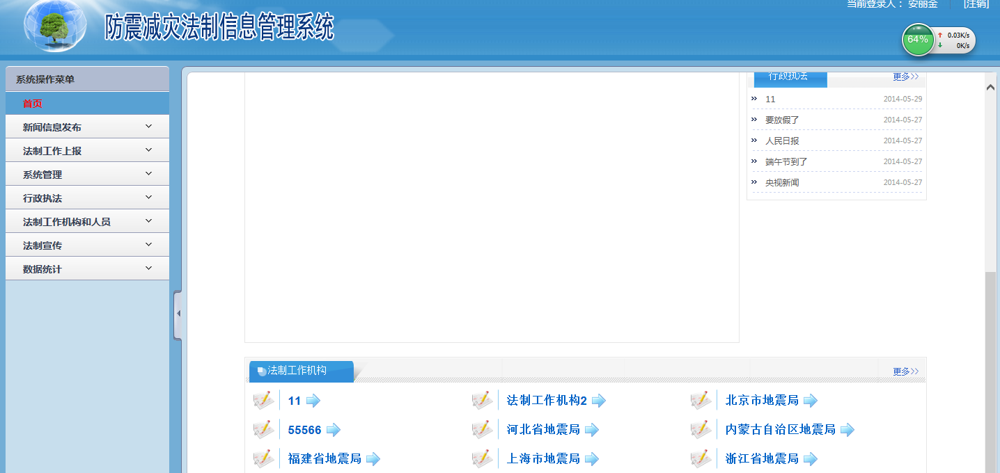 当前登录人： 安丽金 [注销]
防震减灾法制信息管理系统
64% 0.03K/s
0K/s
系统操作菜单
首页
新闻信息发布
法制工作上报
系统管理
行政执法
法制工作机构和人员
法制宣传
数据统计
行政执法 更多>>
11 2014-05-29
要放假了 2014-05-27
人民日报 2014-05-27
端午节到了 2014-05-27
央视新闻 2014-05-27
法制工作机构 更多>>
11 法制工作机构2 北京市地震局
55566 河北省地震局 内蒙古自治区地震局
福建省地震局 上海市地震局 浙江省地震局